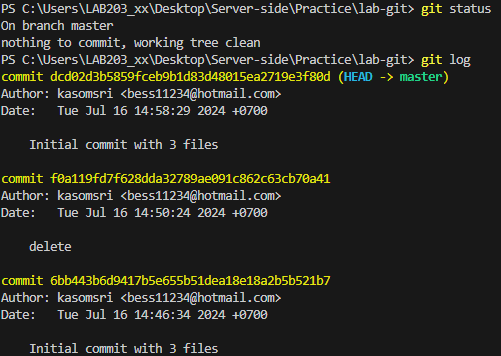 PS C:\Users\LAB203_xx\Desktop\Server-side\Practice\lab-git> git status
On branch master
nothing to commit, working tree clean
PS C:\Users\LAB203_xx\Desktop\Server-side\Practice\lab-git> git log
commit dcd02d3b5859fceb9b1d83d48015ea2719e3f80d (HEAD -> master)
Author: kasomsri <bess11234@hotmail.com>
Date:   Tue Jul 16 14:58:29 2024 +0700

    Initial commit with 3 files

commit f0a119fd7f628dda32789ae091c862c63cb70a41
Author: kasomsri <bess11234@hotmail.com>
Date:   Tue Jul 16 14:50:24 2024 +0700

    delete

commit 6bb443b6d9417b5e655b51dea18e18a2b5b521b7
Author: kasomsri <bess11234@hotmail.com>
Date:   Tue Jul 16 14:46:34 2024 +0700

    Initial commit with 3 files